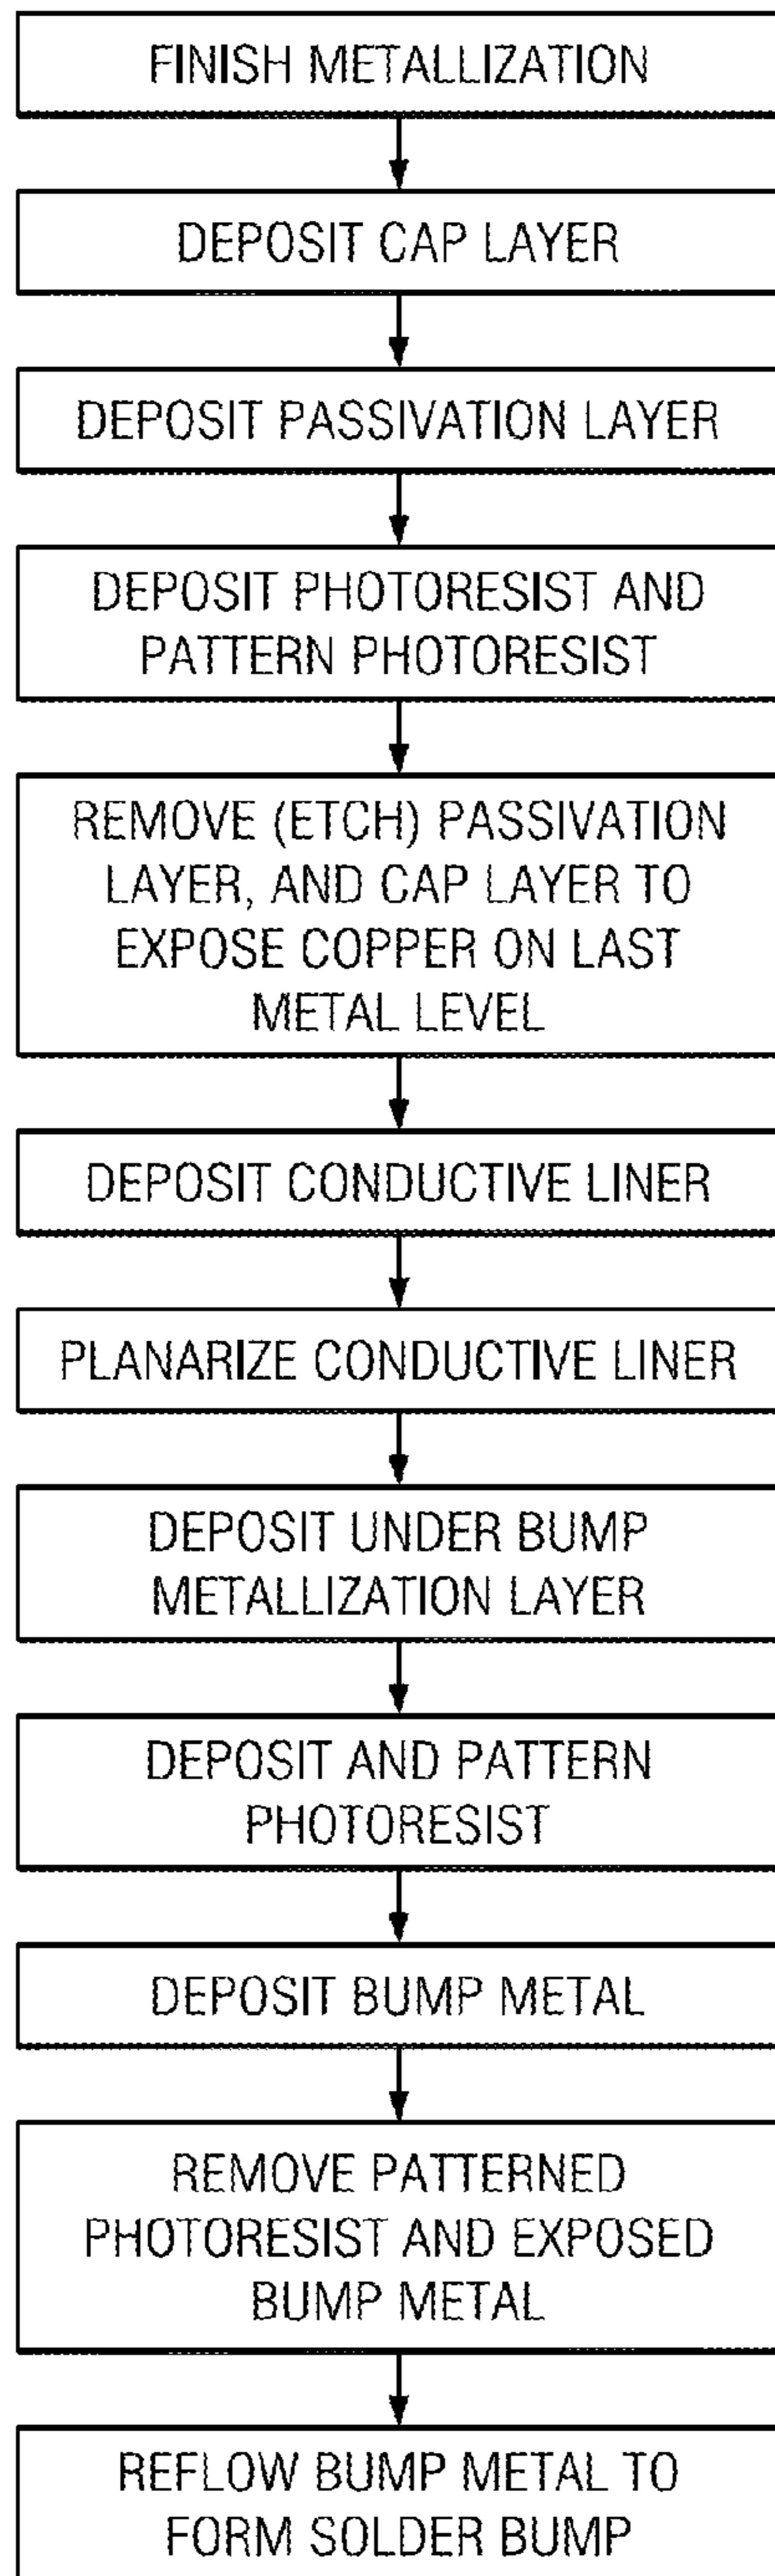 FINISH METALLIZATION
DEPOSIT CAP LAYER
DEPOSIT PASSIVATION LAYER
DEPOSIT PHOTORESIST AND
PATTERN PHOTORESIST
REMOVE (ETCH) PASSIVATION
LAYER, AND CAP LAYER TO
EXPOSE COPPER ON LAST
METAL LEVEL
DEPOSIT CONDUCTIVE LINER
PLANARIZE CONDUCTIVE LINER
DEPOSIT UNDER BUMP
METALLIZATION LAYER
DEPOSIT AND PATTERN
PHOTORESIST
DEPOSIT BUMP METAL
REMOVE PATTERNED
PHOTORESIST AND EXPOSED
BUMP METAL
REFLOW BUMP METAL TO
FORM SOLDER BUMP